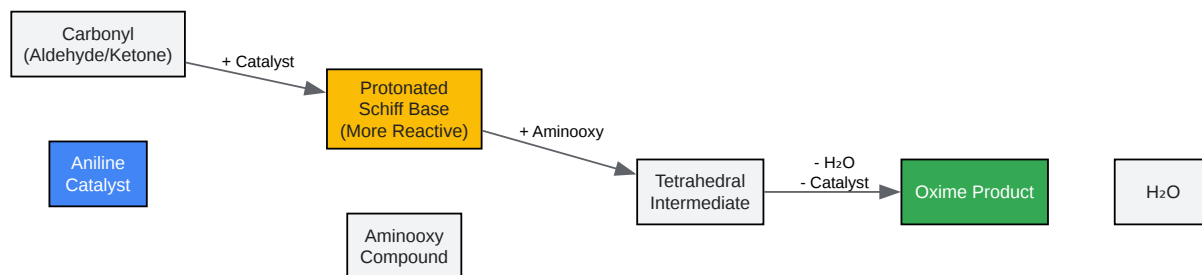 Carbonyl
(Aldehyde/Ketone)
+ Catalyst
Protonated
Schiff Base
(More Reactive)
+ Aminooxy
Aniline
Catalyst
Tetrahedral
Intermediate
- H₂O
- Catalyst
Oxime Product
H₂O
Aminooxy
Compound